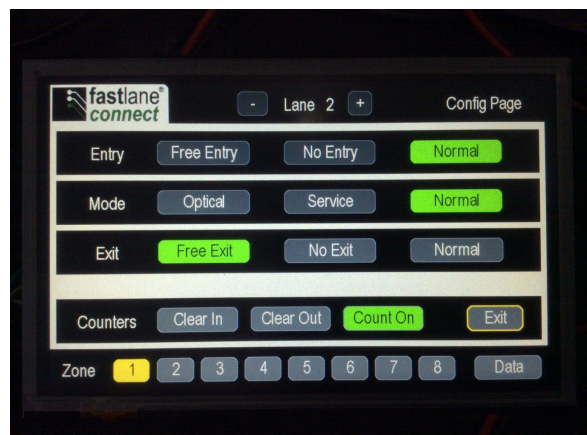 fastlane®
connect
- Lane 2 + Config Page
Entry Free Entry No Entry Normal
Mode Optical Service Normal
Exit Free Exit No Exit Normal
Counters Clear In Clear Out Count On Exit
Zone 1 2 3 4 5 6 7 8 Data